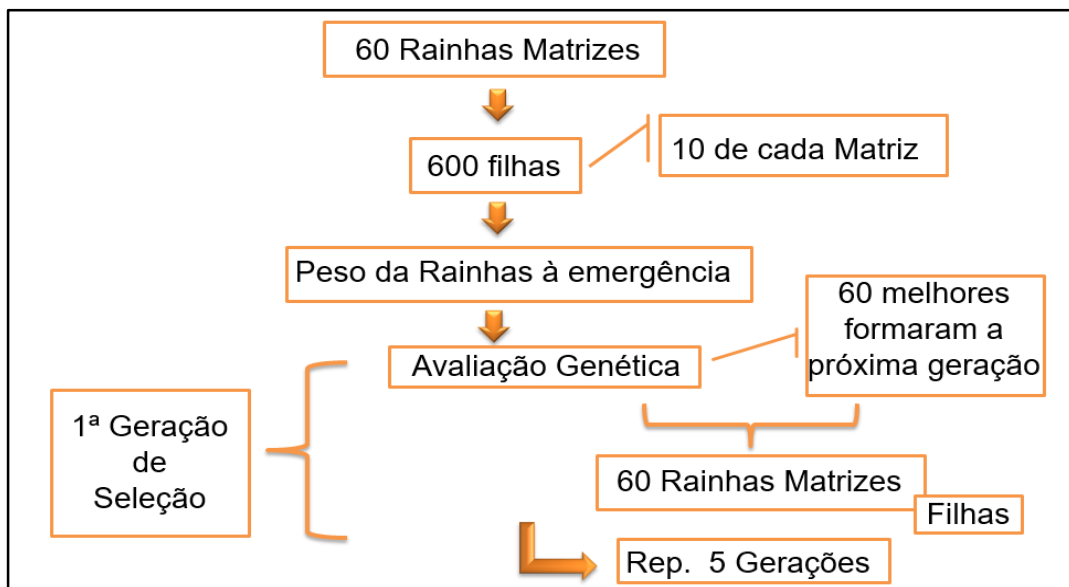 60 Rainhas Matrizes
600 filhas
10 de cada Matriz
Peso da Rainhas à emergência
60 melhores
formaram a
próxima geração
Avaliação Genética
1ª Geração
de
Seleção
60 Rainhas Matrizes
Filhas
Rep. 5 Gerações